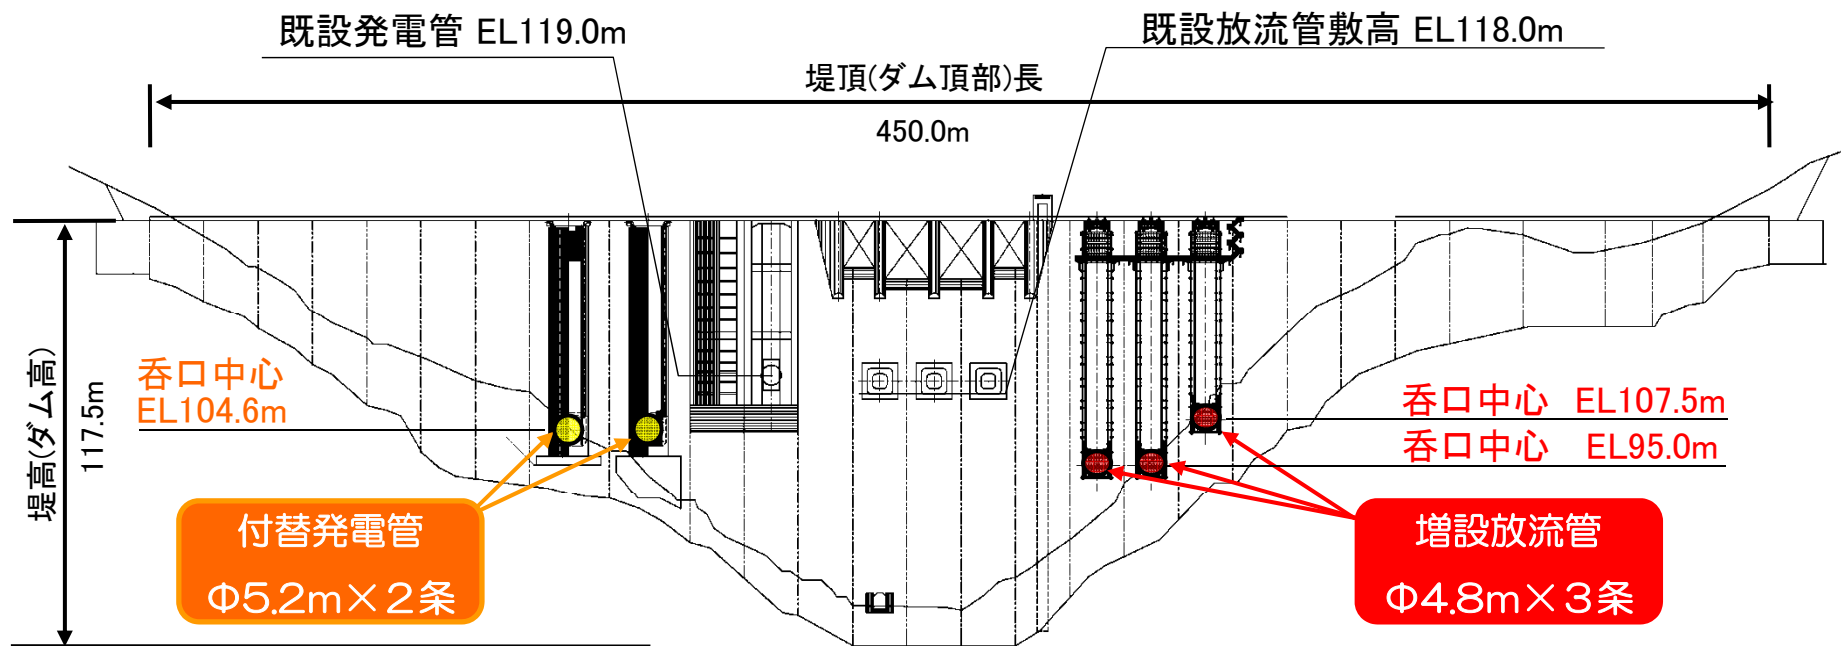 既設発電管 EL119.0m
既設放流管敷高 EL118.0m
堤頂(ダム頂部)長
450.0m
堤高(ダム高)
117.5m
呑口中心
EL104.6m
呑口中心 EL107.5m
呑口中心 EL95.0m
付替発電管
Φ5.2m×2条
増設放流管
Φ4.8m×3条